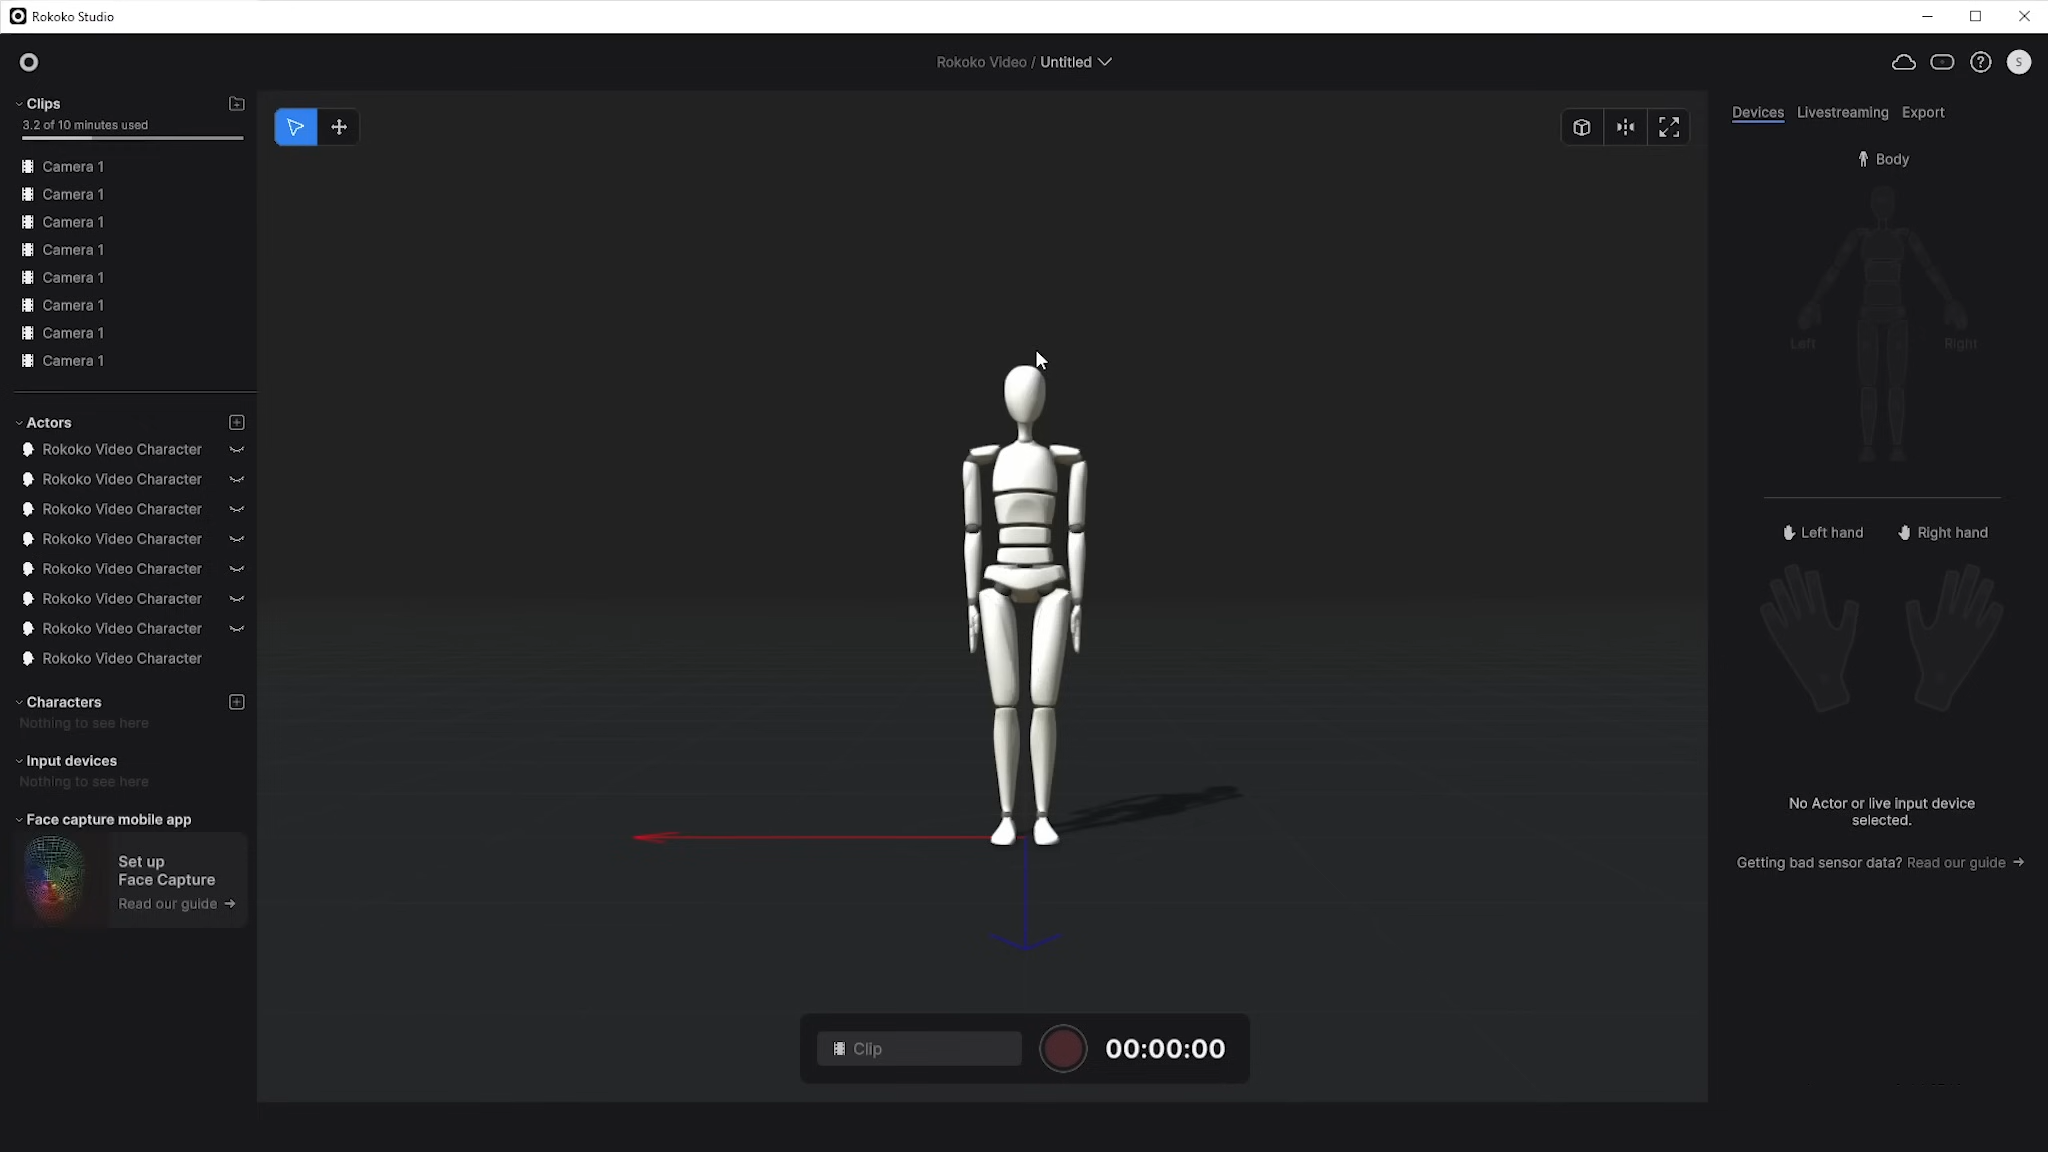 Rokoko Studio
Rokoko Video / Untitled
S
Clips
3.2 of 10 minutes used
Camera 1
Camera 1
Camera 1
Camera 1
Camera 1
Camera 1
Camera 1
Camera 1
Actors
Rokoko Video Character
Rokoko Video Character
Rokoko Video Character
Rokoko Video Character
Rokoko Video Character
Rokoko Video Character
Rokoko Video Character
Rokoko Video Character
Characters
Nothing to see here
Input devices
Nothing to see here
Face capture mobile app
Set up
Face Capture
Read our guide →
Clip
00:00:00
Devices Livestreaming Export
Body
Left Right
Left hand Right hand
No Actor or live input device
selected.
Getting bad sensor data? Read our guide →